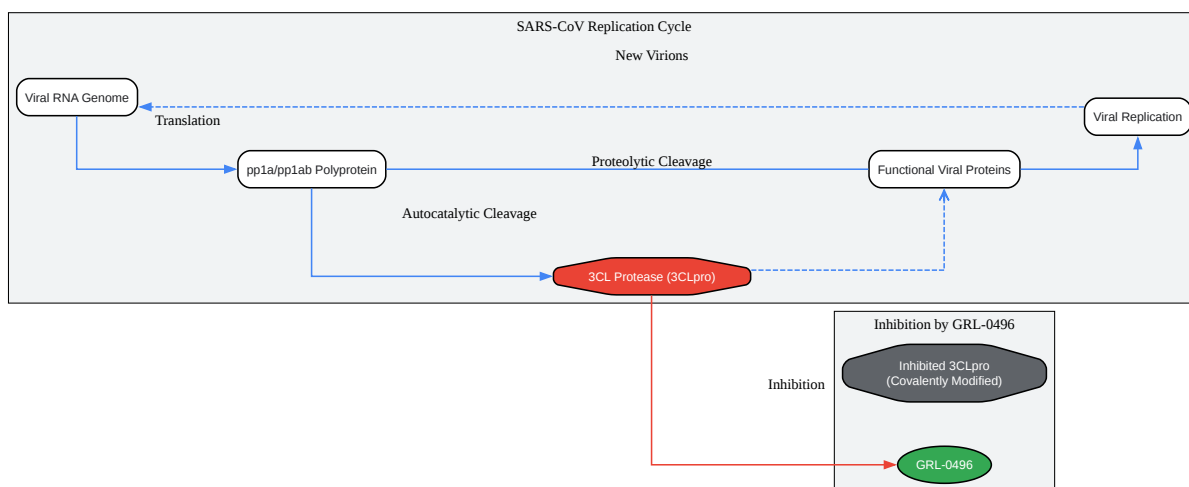 SARS-CoV Replication Cycle
New Virions
Viral RNA Genome
Viral Replication
Translation
pp1a/pp1ab Polyprotein
Proteolytic Cleavage
Functional Viral Proteins
Autocatalytic Cleavage
3CL Protease (3CLpro)
Inhibition by GRL-0496
Inhibited 3CLpro
(Covalently Modified)
Inhibition
GRL-0496